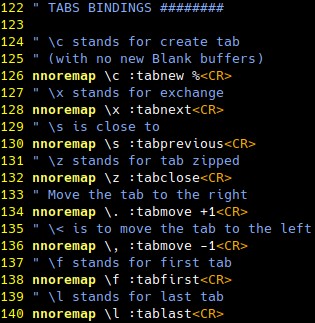 122 " TABS BINDINGS ########
123
124 " \c stands for create tab
125 " (with no new Blank buffers)
126 nnoremap \c :tabnew %<CR>
127 " \x stands for exchange
128 nnoremap \x :tabnext<CR>
129 " \s is close to
130 nnoremap \s :tabprevious<CR>
131 " \z stands for tab zipped
132 nnoremap \z :tabclose<CR>
133 " Move the tab to the right
134 nnoremap \. :tabmove +1<CR>
135 " \< is to move the tab to the left
136 nnoremap \, :tabmove -1<CR>
137 " \f stands for first tab
138 nnoremap \f :tabfirst<CR>
139 " \l stands for last tab
140 nnoremap \l :tablast<CR>